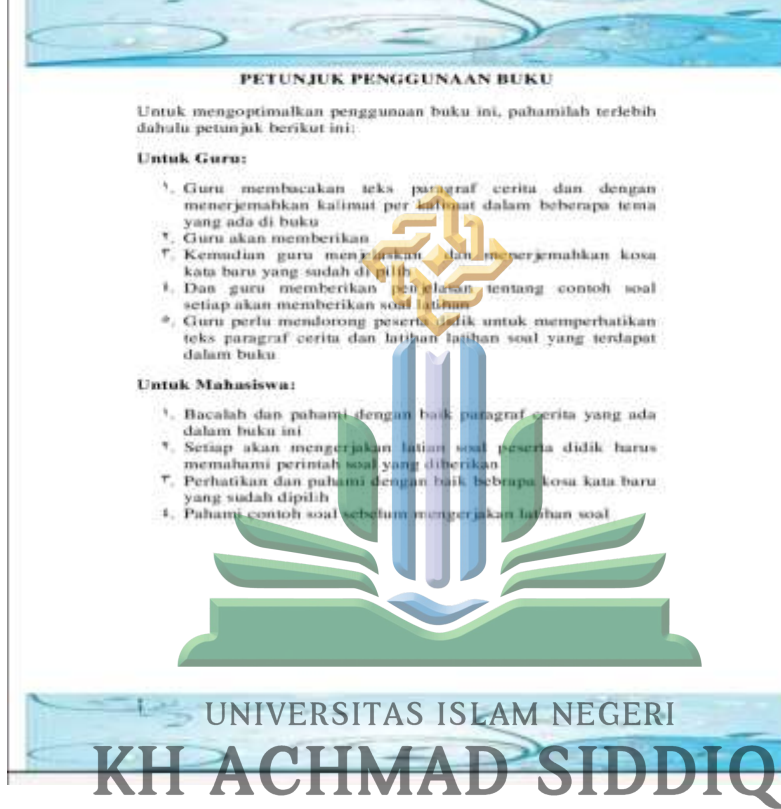 PETUNJUK PENGGUNAAN BUKU
Untuk mengoptimalkan penggunaan buku ini, pahamilah terlebih
dahulu petunjuk berikut ini:
Untuk Guru:
١. Guru membacakan teks paragraf cerita dan dengan
menerjemahkan kalimat per kalimat dalam beberapa tema
yang ada di buku
٢. Guru akan memberikan
٣. Kemudian guru menjelaskan dan menerjemahkan kosa
kata baru yang sudah di pilih
٤. Dan guru memberikan penjelasan tentang contoh soal
setiap akan memberikan soal latihan
٥. Guru perlu mendorong peserta didik untuk memperhatikan
teks paragraf cerita dan latihan latihan soal yang terdapat
dalam buku
Untuk Mahasiswa:
١. Bacalah dan pahami dengan baik paragraf cerita yang ada
dalam buku ini
٢. Setiap akan mengerjakan latian soal peserta didik harus
memahami perintah soal yang diberikan
٣. Perhatikan dan pahami dengan baik bebrapa kosa kata baru
yang sudah dipilih
٤. Pahami contoh soal sebelum mengerjakan latihan soal
UNIVERSITAS ISLAM NEGERI
KH ACHMAD SIDDIQ